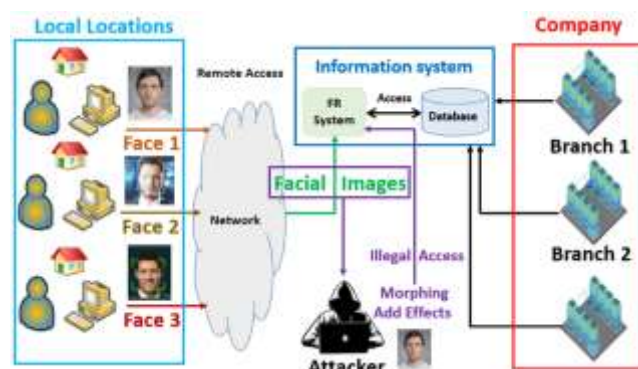 Local Locations
Face 1
Face 2
Face 3
Remote Access
Network
Information system
FR
System
Access
Database
Facial Images
Illegal Access
Morphing
Add Effects
Attacker
Company
Branch 1
Branch 2